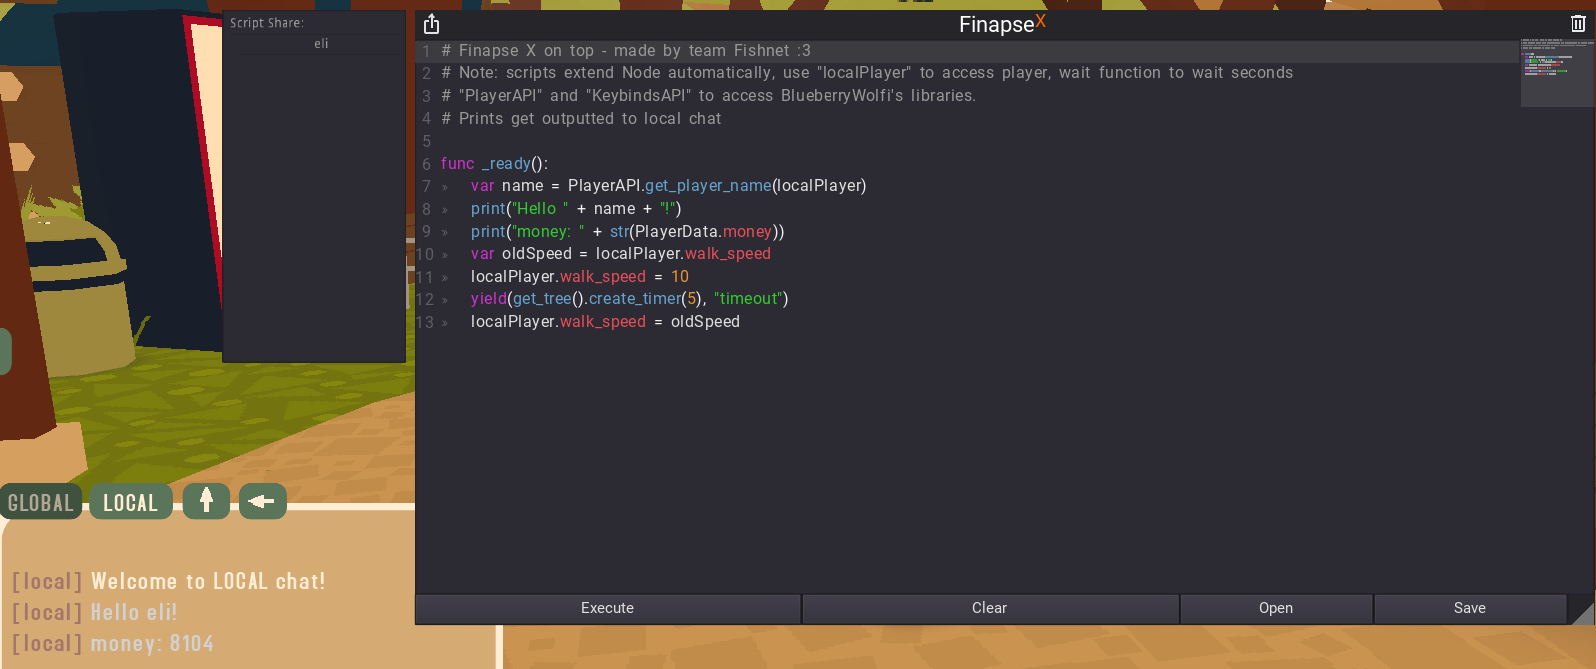 Script Share:
eli
FinapseX
1 # Finapse X on top - made by team Fishnet :3
2 # Note: scripts extend Node automatically, use "localPlayer" to access player, wait function to wait seconds
3 # "PlayerAPI" and "KeybindsAPI" to access BlueberryWolfi's libraries.
4 # Prints get outputted to local chat
5
6 func _ready():
7 » var name = PlayerAPI.get_player_name(localPlayer)
8 » print("Hello " + name + "!")
9 » print("money: " + str(PlayerData.money))
10 » var oldSpeed = localPlayer.walk_speed
11 » localPlayer.walk_speed = 10
12 » yield(get_tree().create_timer(5), "timeout")
13 » localPlayer.walk_speed = oldSpeed
Execute Clear Open Save
GLOBAL LOCAL
[local] Welcome to LOCAL chat!
[local] Hello eli!
[local] money: 8104